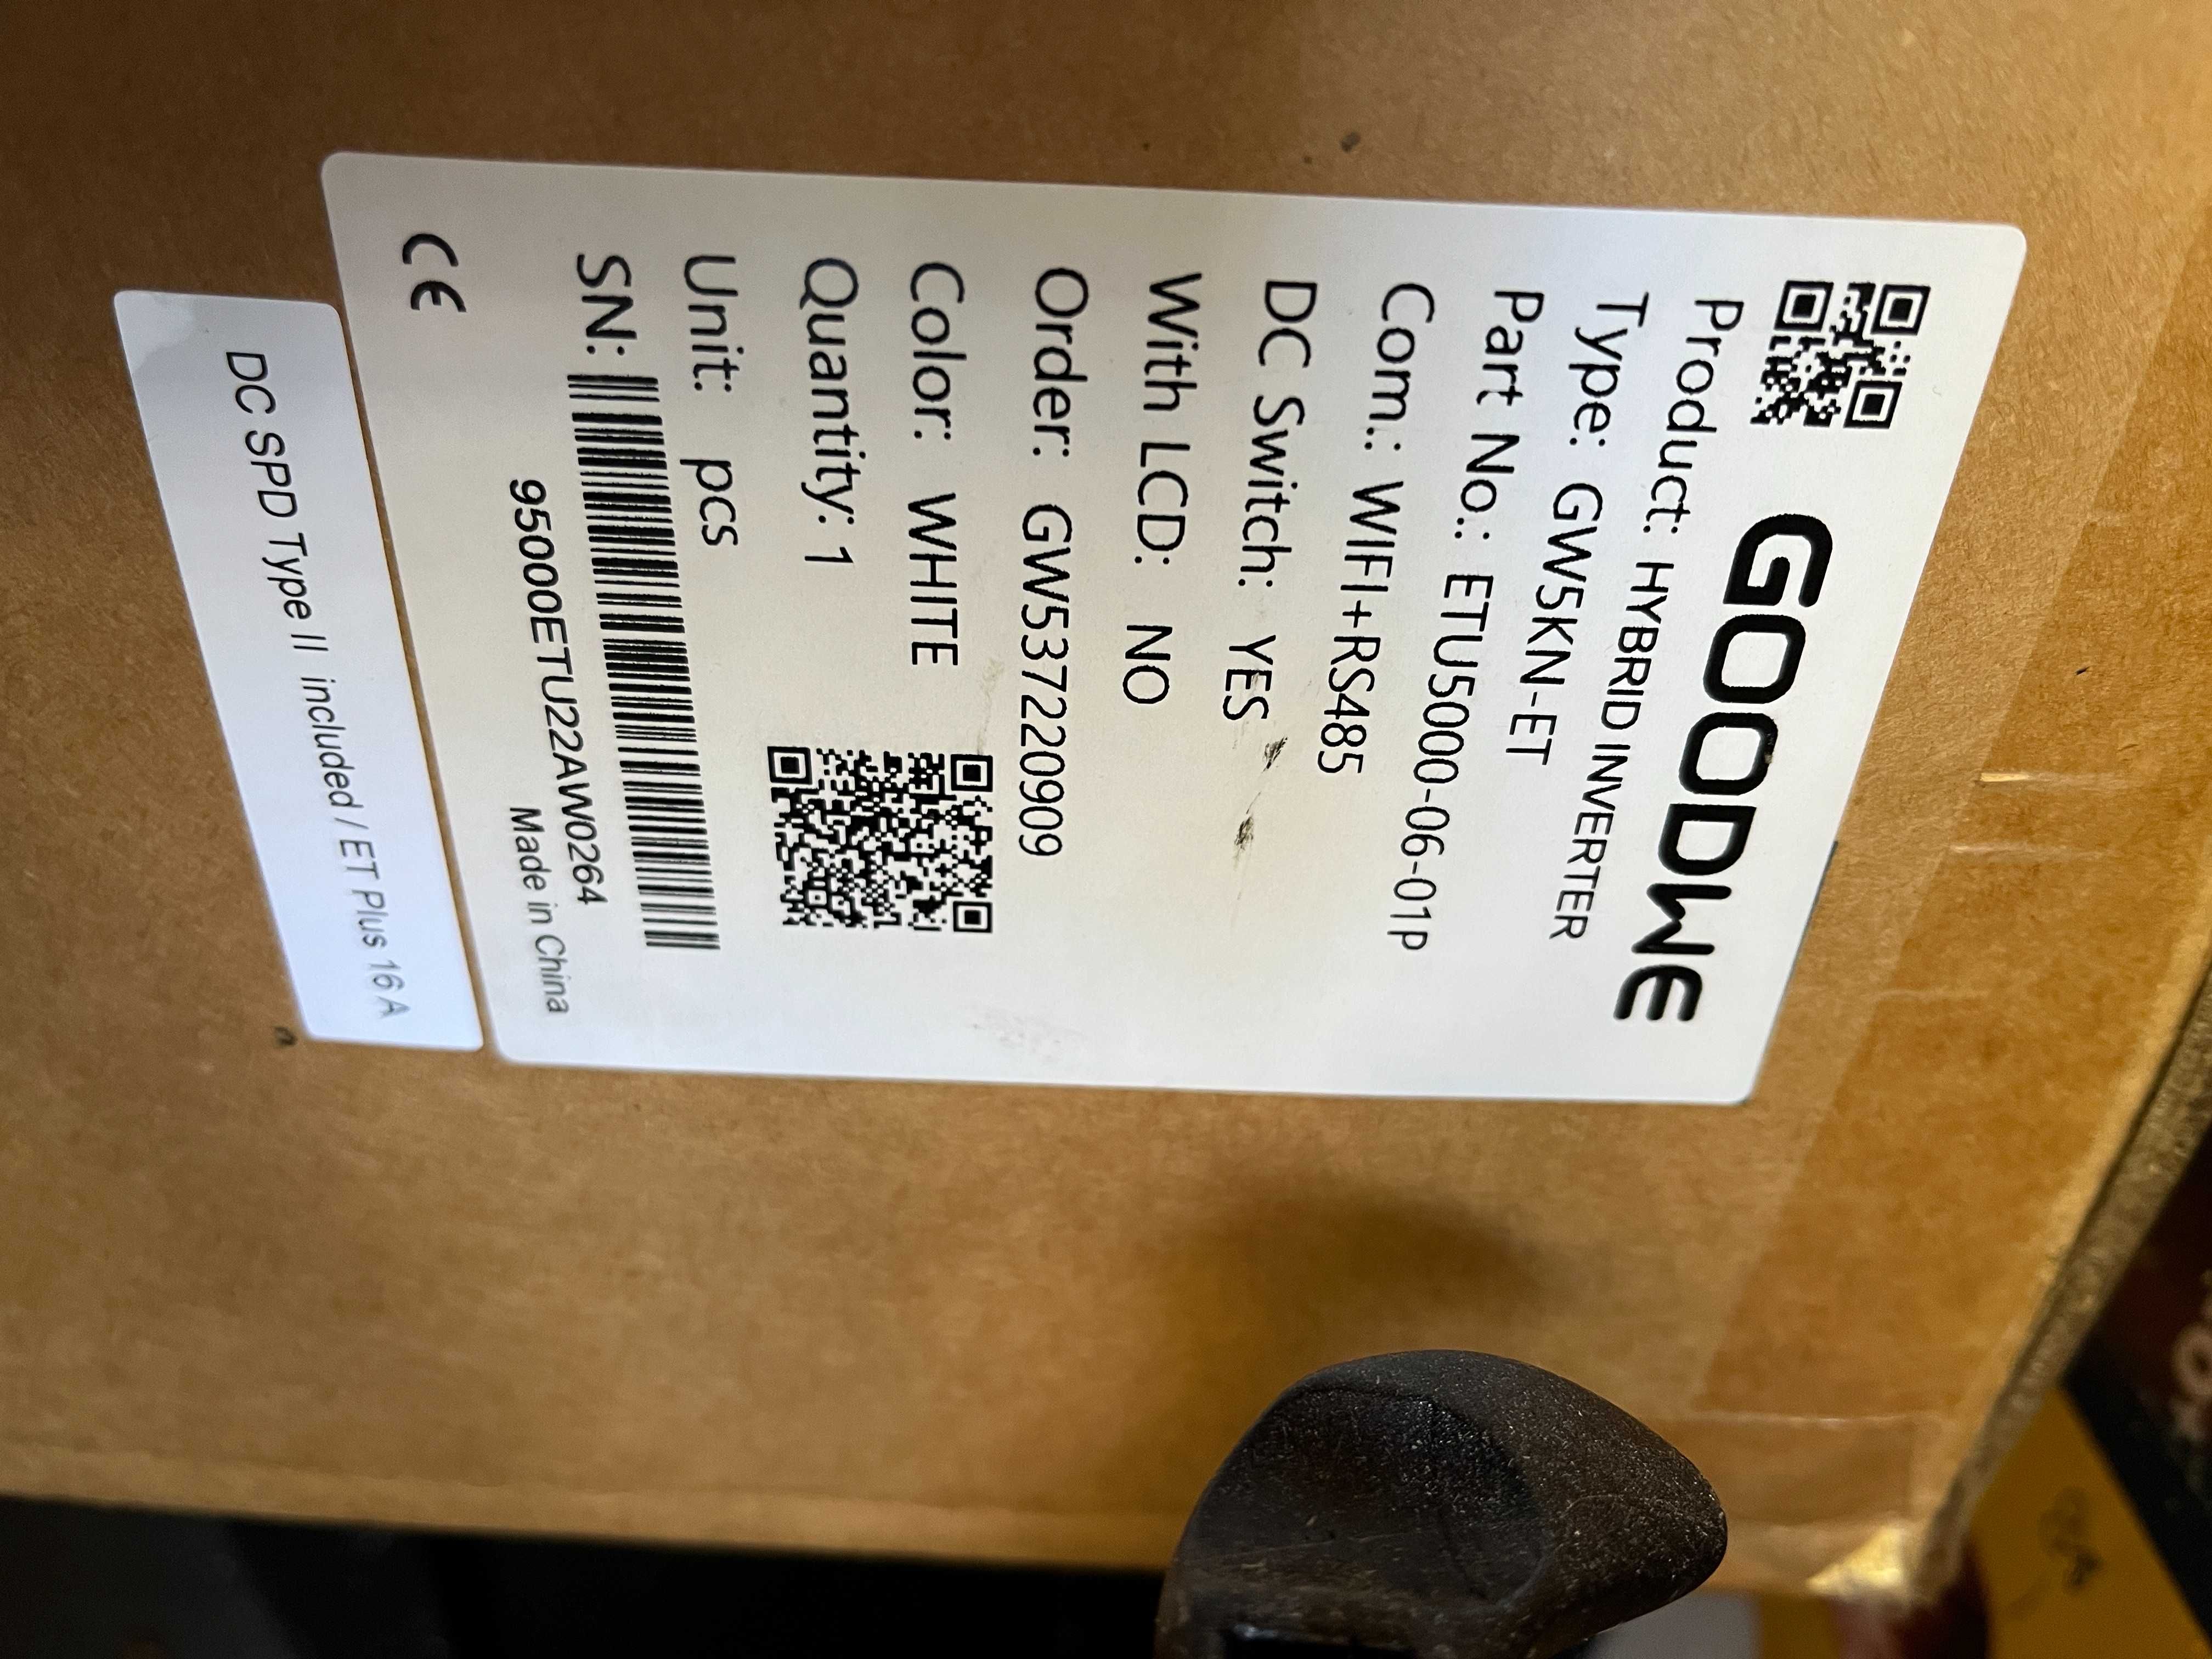 GOODWE
Product: HYBRID INVERTER
Type: GW5KN-ET
Part No.: ETU5000-06-01P
Com.: WIFI+RS485
DC Switch: YES
With LCD: NO
Order: GW537220909
Color: WHITE
Quantity: 1
Unit: pcs
SN:
95000ETU22AW0264
CE Made in China
DC SPD Type II included / ET Plus 16 A